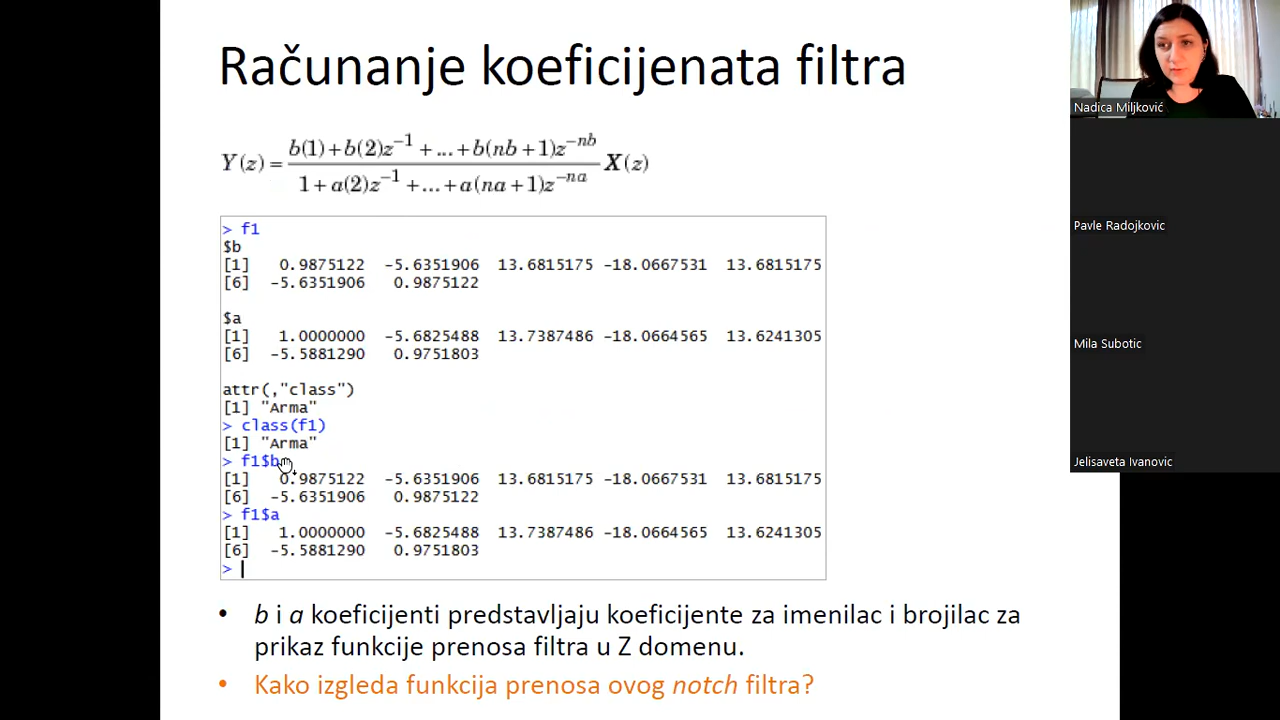 Računanje koeficijenata filtra
Y(z) = b(1)+b(2)z^{-1}+...+b(nb+1)z^{-nb} / 1+a(2)z^{-1}+...+a(na+1)z^{-na} X(z)
> f1
$b
[1] 0.9875122 -5.6351906 13.6815175 -18.0667531 13.6815175
[6] -5.6351906 0.9875122
$a
[1] 1.0000000 -5.6825488 13.7387486 -18.0664565 13.6241305
[6] -5.5881290 0.9751803
attr(,"class")
[1] "Arma"
> class(f1)
[1] "Arma"
> f1$b
[1] 0.9875122 -5.6351906 13.6815175 -18.0667531 13.6815175
[6] -5.6351906 0.9875122
> f1$a
[1] 1.0000000 -5.6825488 13.7387486 -18.0664565 13.6241305
[6] -5.5881290 0.9751803
>
• b i a koeficijenti predstavljaju koeficijente za imenilac i brojilac za
prikaz funkcije prenosa filtra u Z domenu.
• Kako izgleda funkcija prenosa ovog notch filtra?
Nadica Miljković
Pavle Radojkovic
Mila Subotic
Jelisaveta Ivanovic